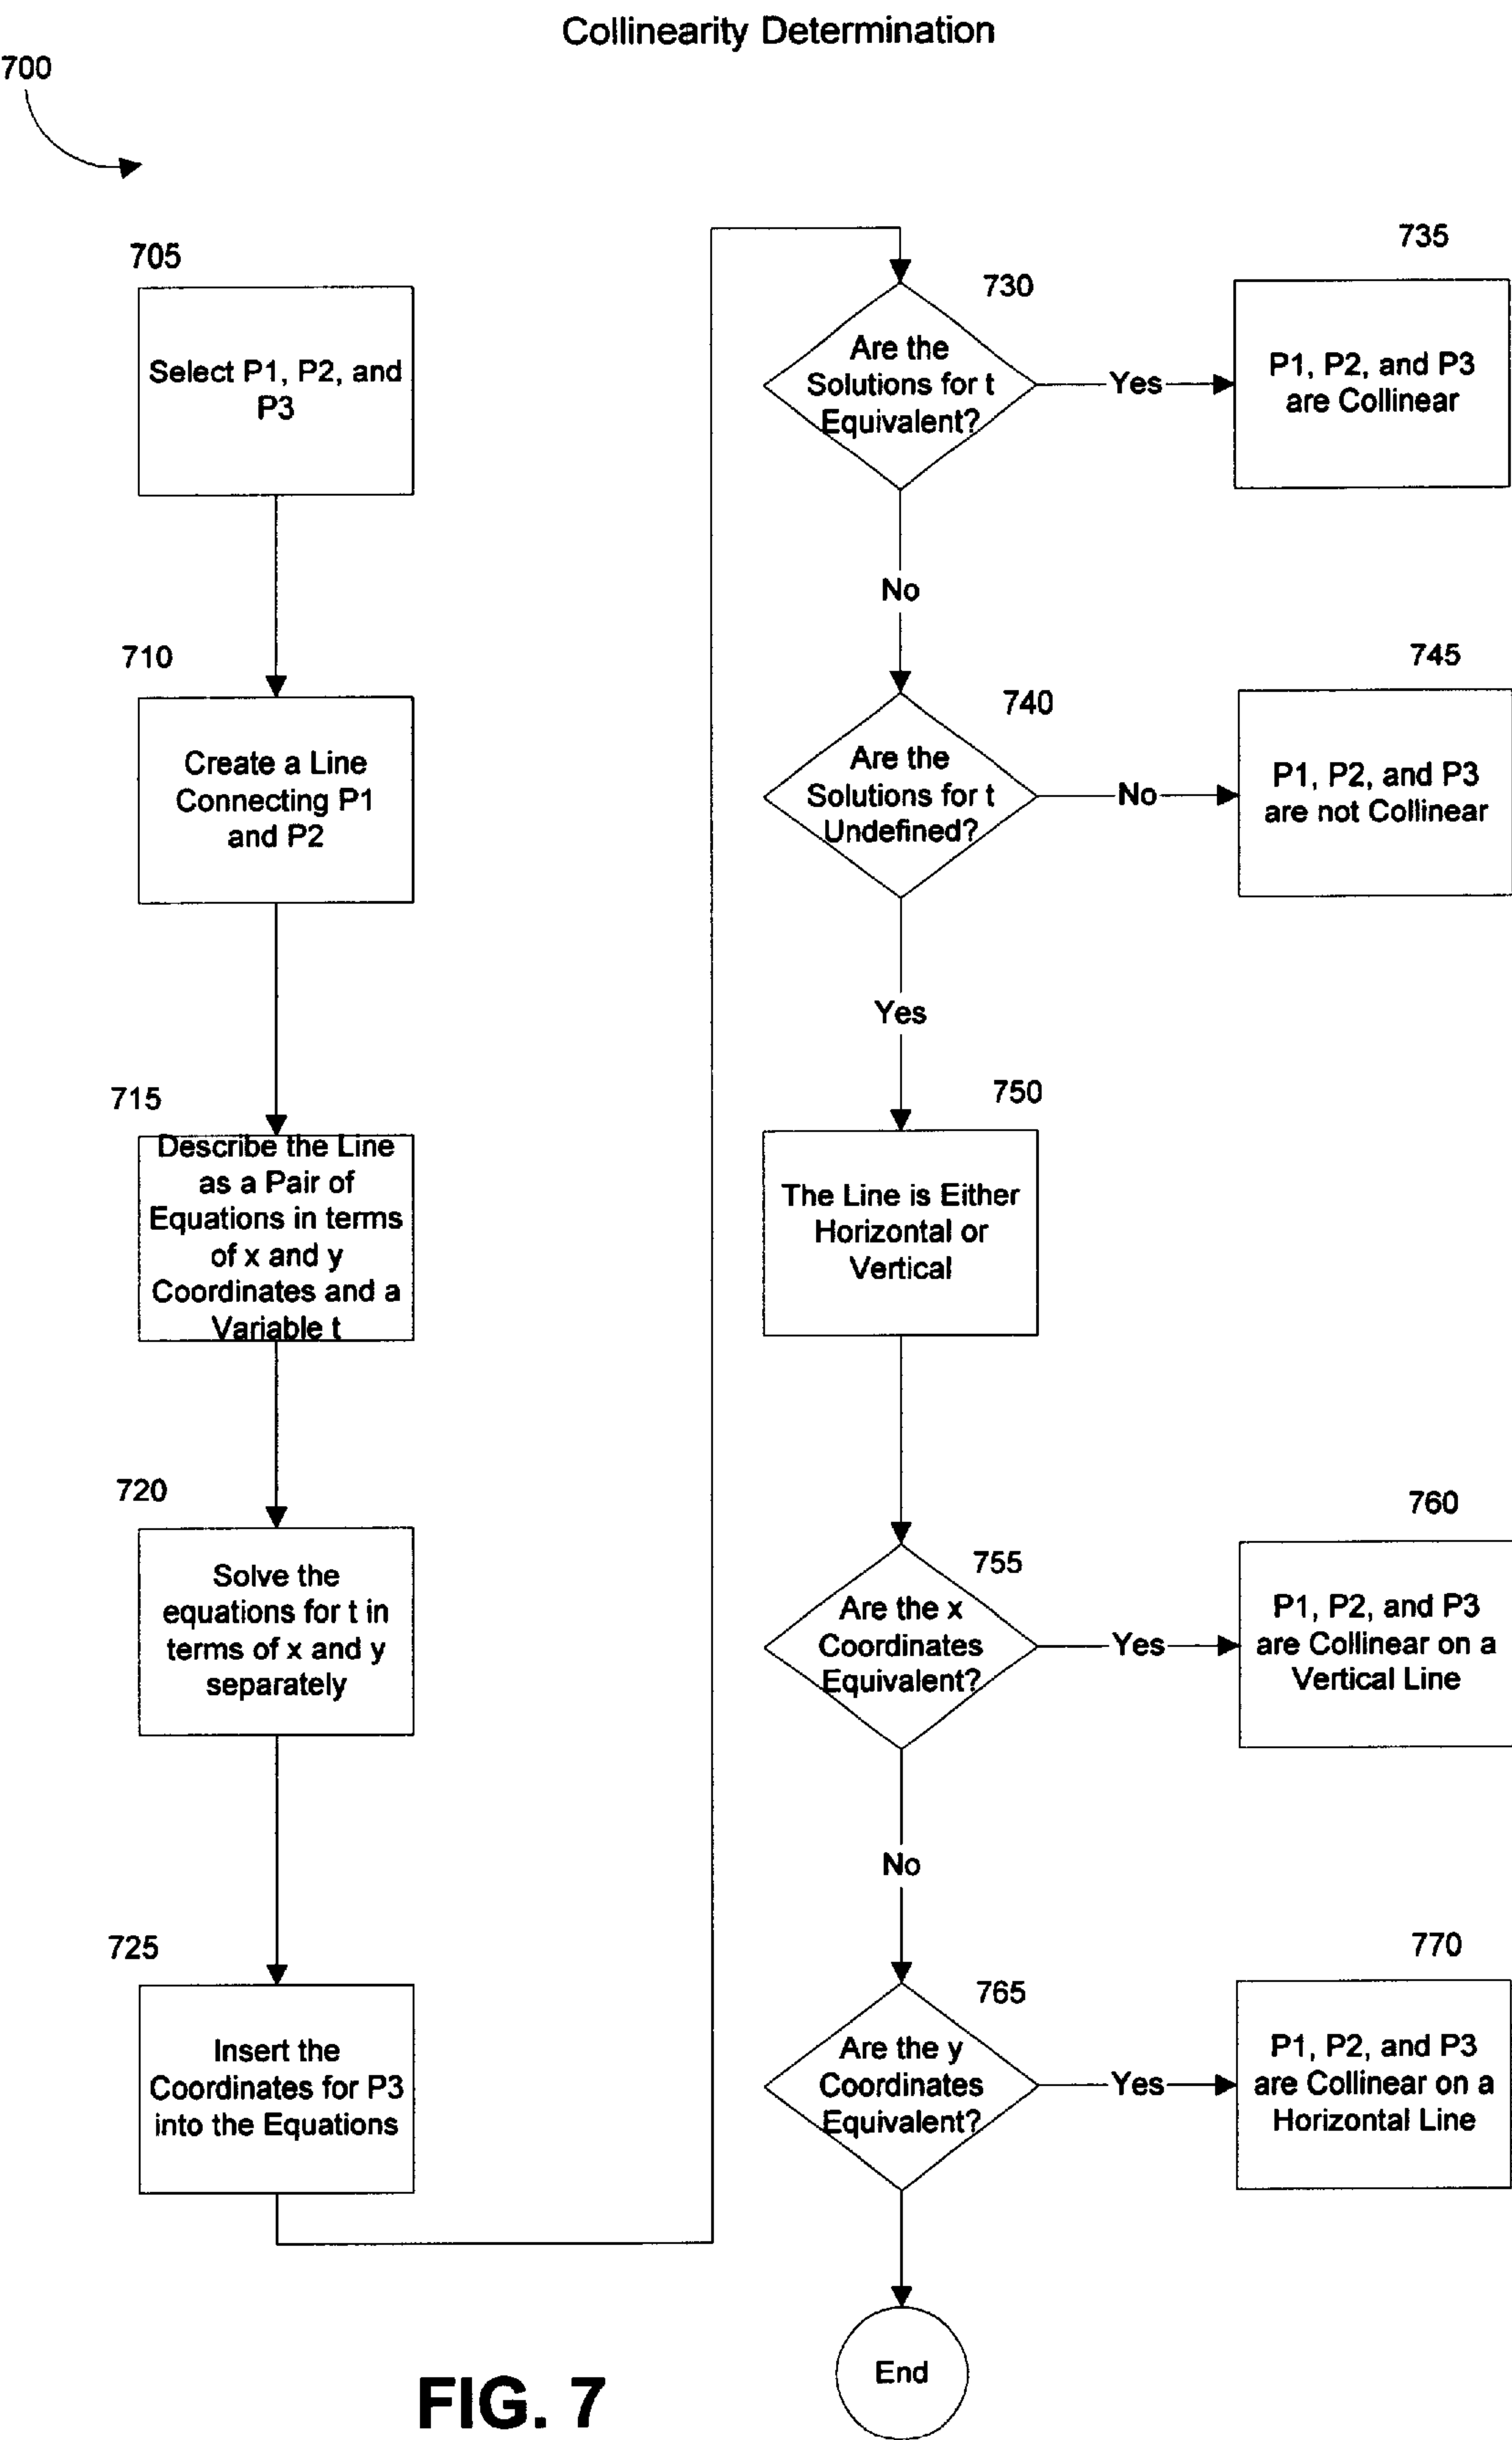 Collinearity Determination
700
705
Select P1, P2, and
P3
710
Create a Line
Connecting P1
and P2
715
Describe the Line
as a Pair of
Equations in terms
of x and y
Coordinates and a
Variable t
720
Solve the
equations for t in
terms of x and y
separately
725
Insert the
Coordinates for P3
into the Equations
730
Are the
Solutions for t
Equivalent?
Yes
735
P1, P2, and P3
are Collinear
No
740
Are the
Solutions for t
Undefined?
No
745
P1, P2, and P3
are not Collinear
Yes
750
The Line is Either
Horizontal or
Vertical
755
Are the x
Coordinates
Equivalent?
Yes
760
P1, P2, and P3
are Collinear on a
Vertical Line
No
765
Are the y
Coordinates
Equivalent?
Yes
770
P1, P2, and P3
are Collinear on a
Horizontal Line
End
FIG. 7